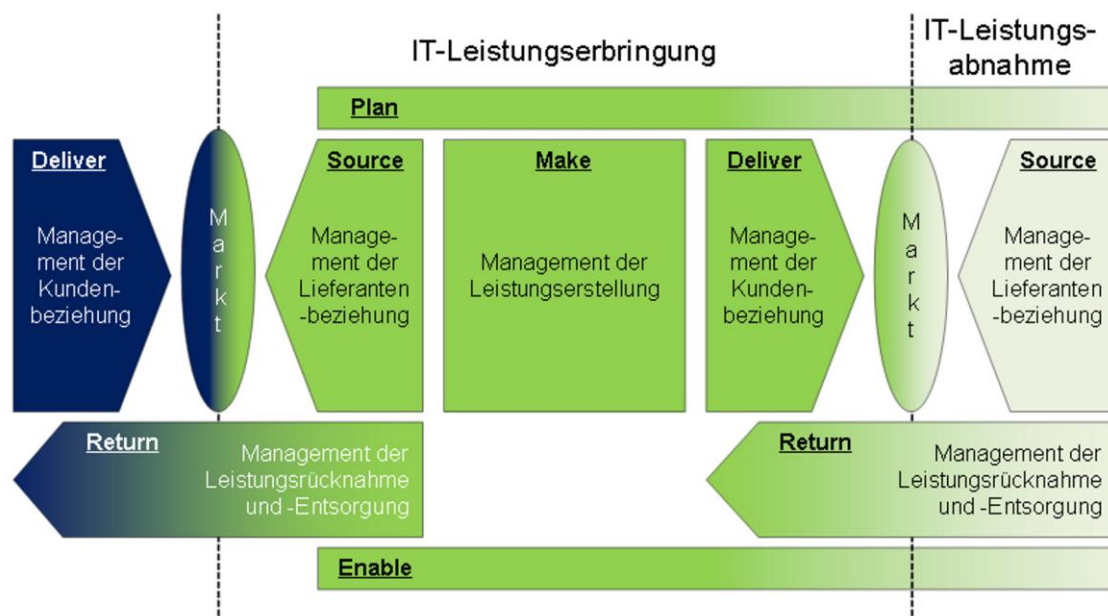 IT-Leistungserbringung
IT-Leistungs-
abnahme
Plan
Deliver
Manage-
ment der
Kunden-
beziehung
Markt
Source
Manage-
ment der
Lieferanten
-beziehung
Make
Management der
Leistungserstellung
Deliver
Manage-
ment der
Kunden-
beziehung
Markt
Source
Manage-
ment der
Lieferanten
-beziehung
Return
Management der
Leistungsrücknahme
und -Entsorgung
Return
Management der
Leistungsrücknahme
und -Entsorgung
Enable